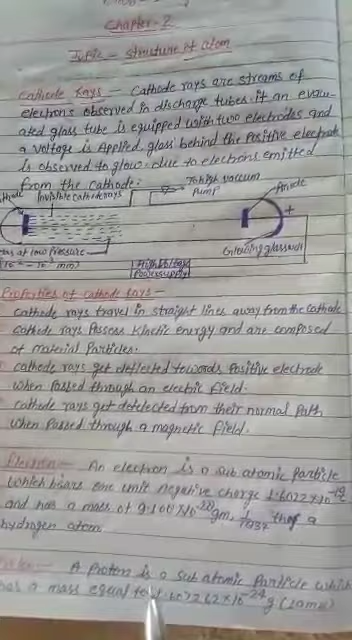 Chapter-2
Topic - Structure of atom
Cathode Rays - Cathode rays are streams of
electrons observed in discharge tubes. if an evacu-
ated glass tube is equipped with two electrodes and
a voltage is Applied, glass behind the Positive electrode
is observed to glow, due to electrons emitted
from the cathode.
Invisible cathode rays
To high vacuum
Pump
Anode
+
Gas at low Pressure
Glowing glass wall
High voltage
Power supply
Properties of cathode Rays -
Cathode rays travel in straight lines away from the cathode
cathode rays Possess Kinetic energy and are composed
of material Particles.
cathode rays get deflected towards Positive electrode
when Passed through an electric field.
Cathode rays get detelected from their normal Path
when Passed through a magnetic field.
Electron - An electron is a sub atomic Particle
which bears one unit negative charge
and has a mass of gm, of a
hydrogen atom.
Proton - A Proton is a sub atomic Particle which
has a mass equal to